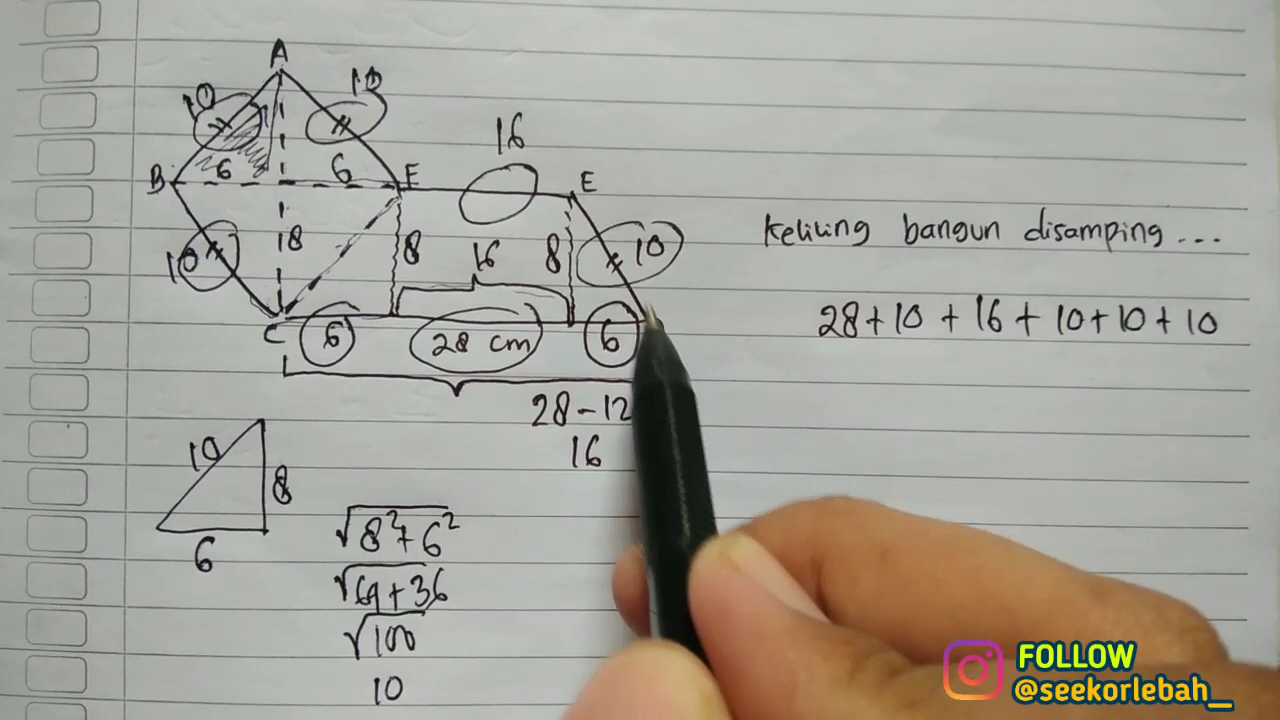 A
10 10
16
B 6 6 F E
Keliling bangun disamping...
10 18 8 16 8 10
28 + 10 + 16 + 10 + 10 + 10
C 6 28 cm 6
28 - 12
16
10 8
6
√8² + 6²
√64 + 36
√100
10
FOLLOW
@seekorlebah_